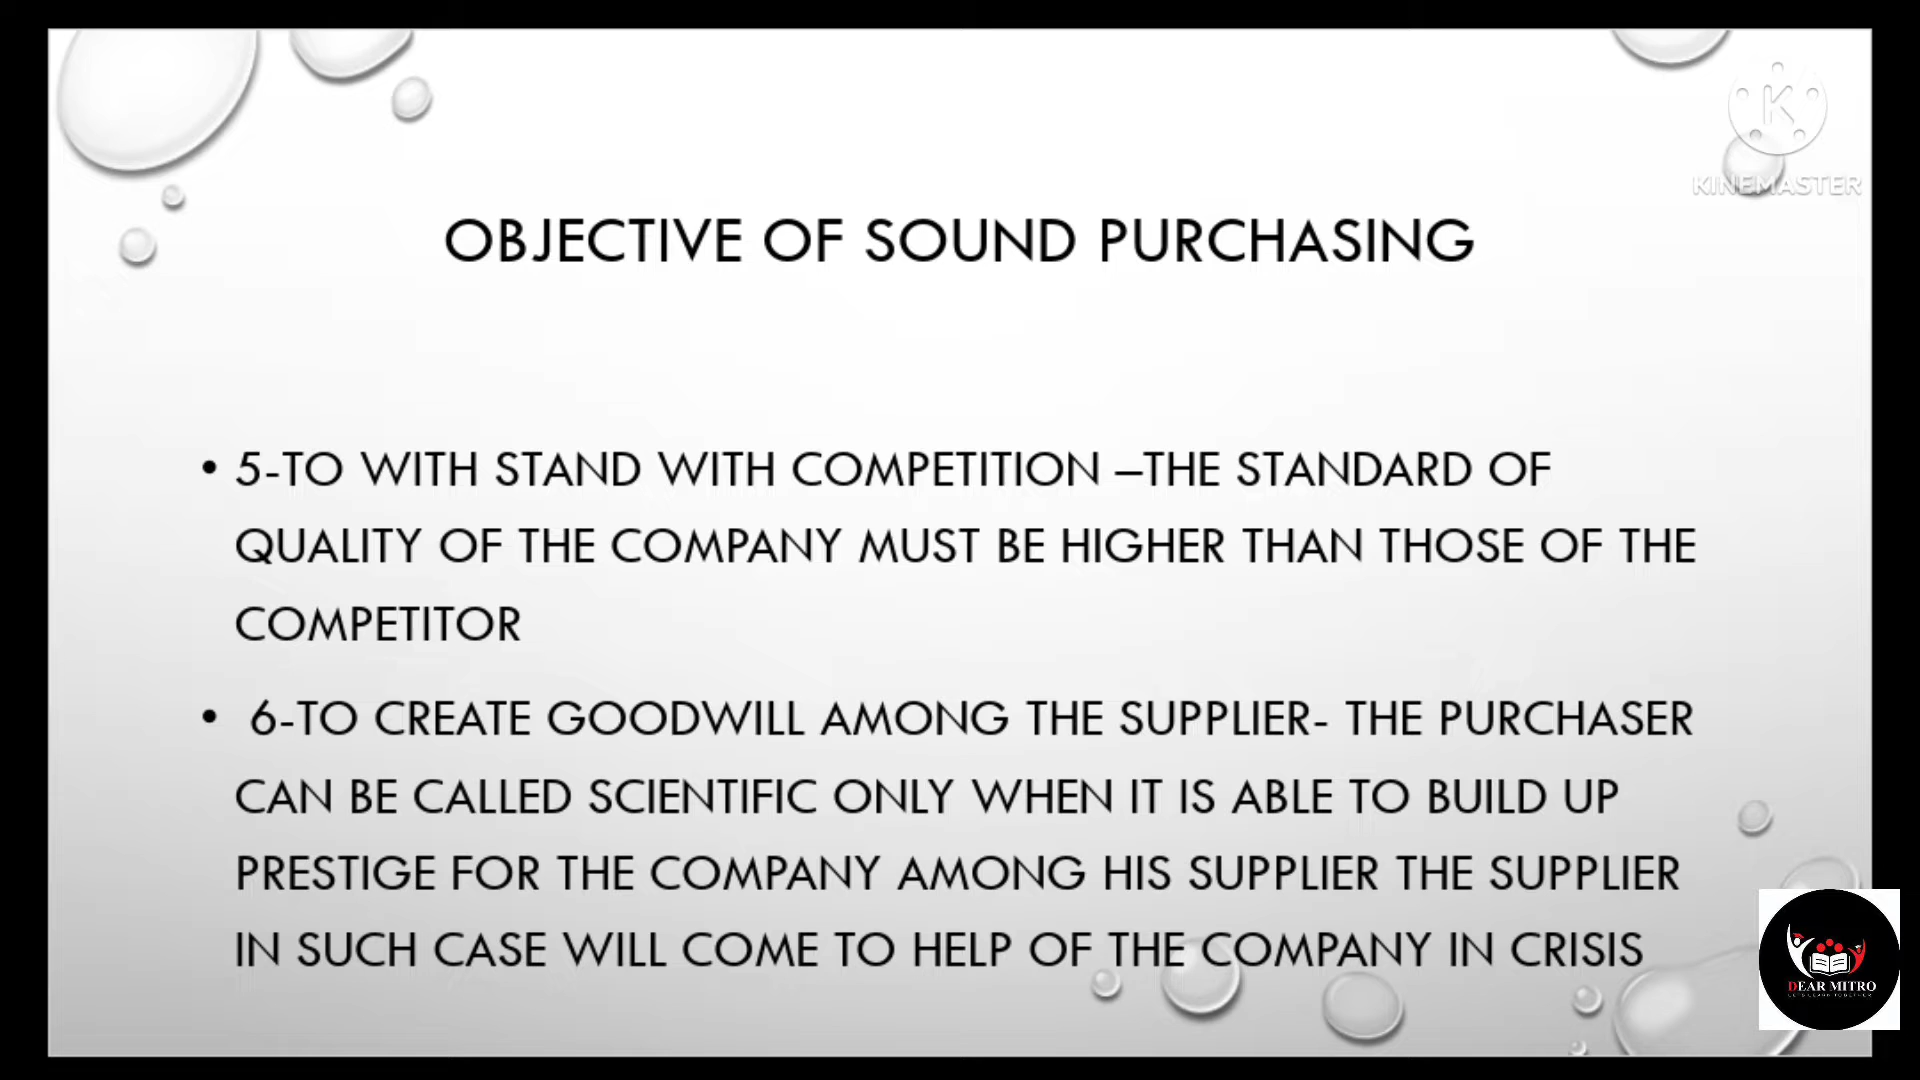 K
KINEMASTER
OBJECTIVE OF SOUND PURCHASING
• 5-TO WITH STAND WITH COMPETITION –THE STANDARD OF
QUALITY OF THE COMPANY MUST BE HIGHER THAN THOSE OF THE
COMPETITOR
• 6-TO CREATE GOODWILL AMONG THE SUPPLIER- THE PURCHASER
CAN BE CALLED SCIENTIFIC ONLY WHEN IT IS ABLE TO BUILD UP
PRESTIGE FOR THE COMPANY AMONG HIS SUPPLIER THE SUPPLIER
IN SUCH CASE WILL COME TO HELP OF THE COMPANY IN CRISIS
DEAR MITRO
LET'S LEARN TOGETHER